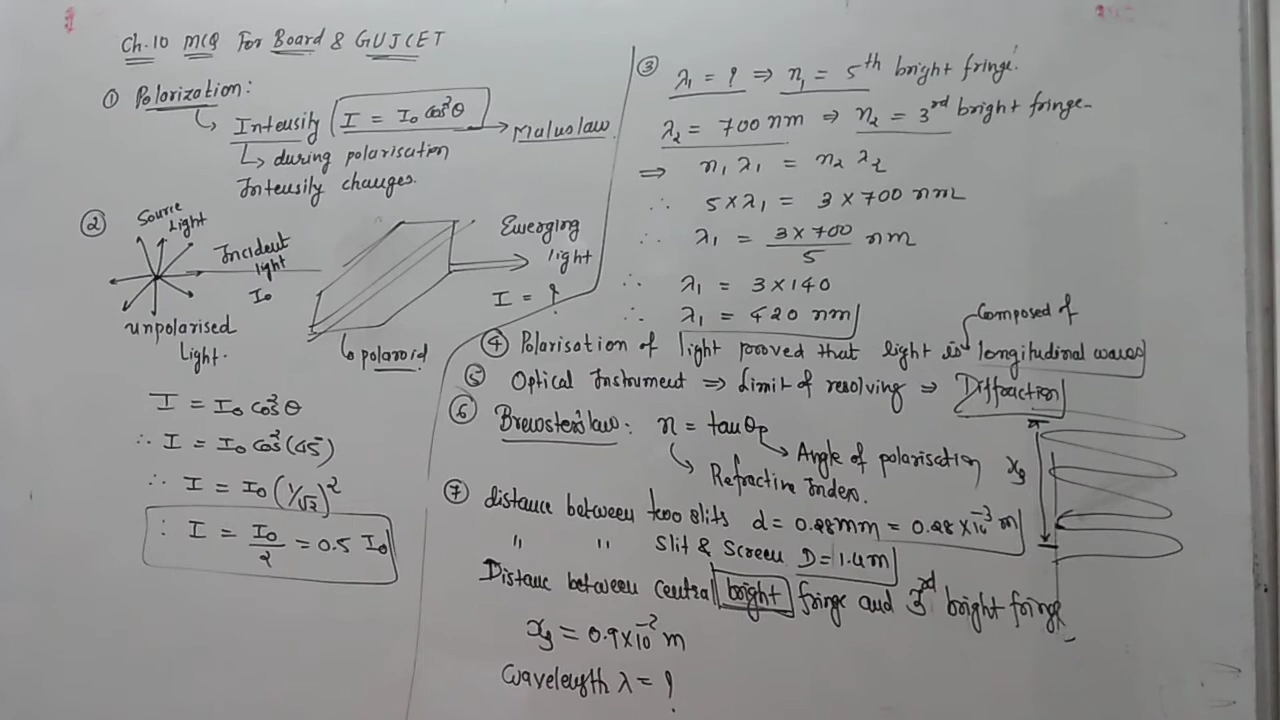 Ch.10 MCQ For Board & GUJCET
① Polarization:
↳ Intensity I = I₀ cos²θ → Malus law
↳ during polarisation
Intensity changes.
②
Source Light
Incident light
I₀
unpolarised Light.
polaroid
Emerging light
I = ?
I = I₀ cos²θ
∴ I = I₀ cos²(45°)
∴ I = I₀ (1/√2)²
∴ I = I₀/2 = 0.5 I₀
③ λ₁ = ? ⇒ n₁ = 5th bright fringe.
λ₂ = 700 nm ⇒ n₂ = 3rd bright fringe.
⇒ n₁ λ₁ = n₂ λ₂
∴ 5 × λ₁ = 3 × 700 nm
∴ λ₁ = 3 × 700 / 5 nm
∴ λ₁ = 3 × 140
∴ λ₁ = 420 nm
Composed of
④ Polarisation of light proved that light is longitudinal waves
⑤ Optical Instrument ⇒ Limit of resolving ⇒ Diffraction
⑥ Brewster's law: n = tan θp
Angle of polarisation
Refractive Index.
x₃
⑦ distance between two slits d = 0.28 mm = 0.28 × 10⁻³ m
" " Slit & Screen D = 1.4 m
Distanc between central bright fringe and 3rd bright fringe
x₃ = 0.9 × 10⁻² m
Wavelength λ = ?